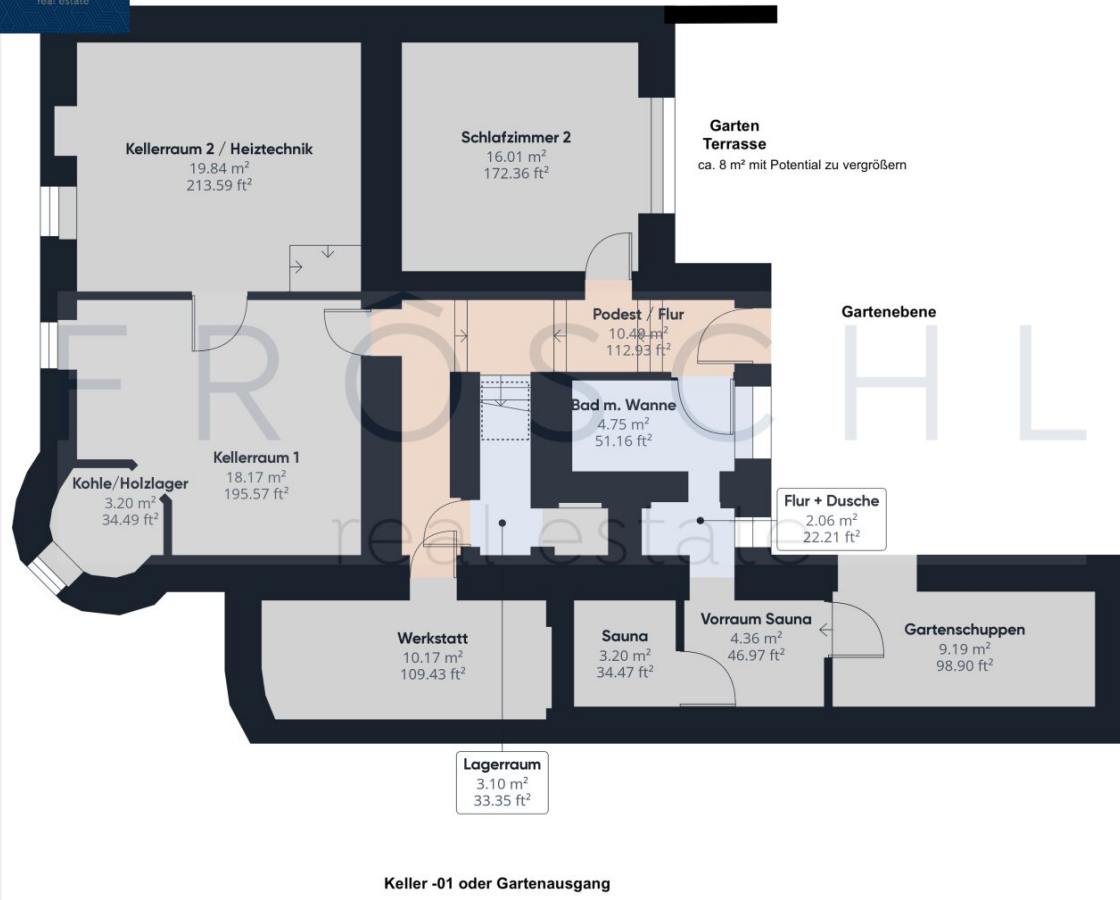 real estate
Garten
Terrasse
ca. 8 m² mit Potential zu vergrößern
Kellerraum 2 / Heiztechnik
19.84 m²
213.59 ft²
Schlafzimmer 2
16.01 m²
172.36 ft²
Gartenebene
Podest / Flur
10.49 m²
112.93 ft²
FRÖSCHL
real estate
Bad m. Wanne
4.75 m²
51.16 ft²
Kellerraum 1
18.17 m²
195.57 ft²
Kohle/Holzlager
3.20 m²
34.49 ft²
Flur + Dusche
2.06 m²
22.21 ft²
Werkstatt
10.17 m²
109.43 ft²
Sauna
3.20 m²
34.47 ft²
Vorraum Sauna
4.36 m²
46.97 ft²
Gartenschuppen
9.19 m²
98.90 ft²
Lagerraum
3.10 m²
33.35 ft²
Keller -01 oder Gartenausgang